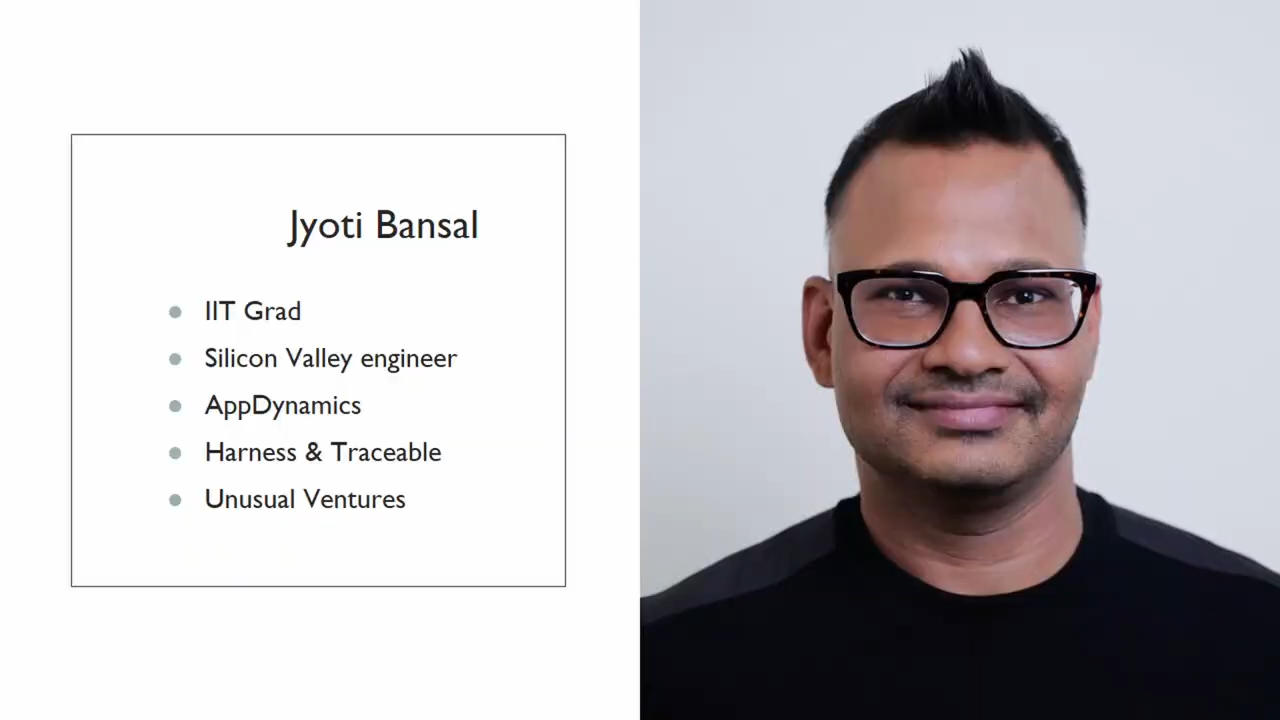 Jyoti Bansal
IIT Grad
Silicon Valley engineer
AppDynamics
Harness & Traceable
Unusual Ventures